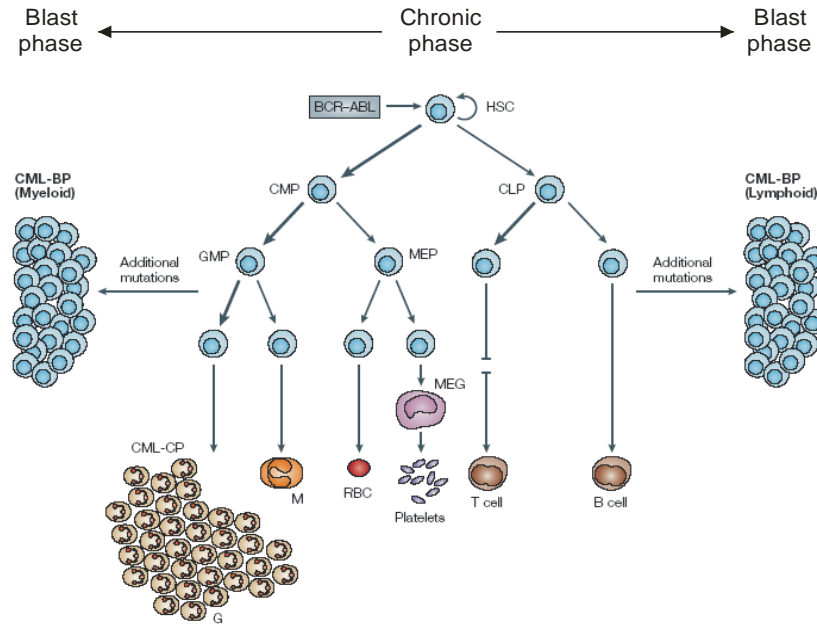 Blast
phase
Chronic
phase
Blast
phase
BCR–ABL
HSC
CML-BP
(Myeloid)
CMP
CLP
CML-BP
(Lymphoid)
GMP
MEP
Additional
mutations
Additional
mutations
MEG
CML-CP
M
RBC
Platelets
T cell
B cell
G